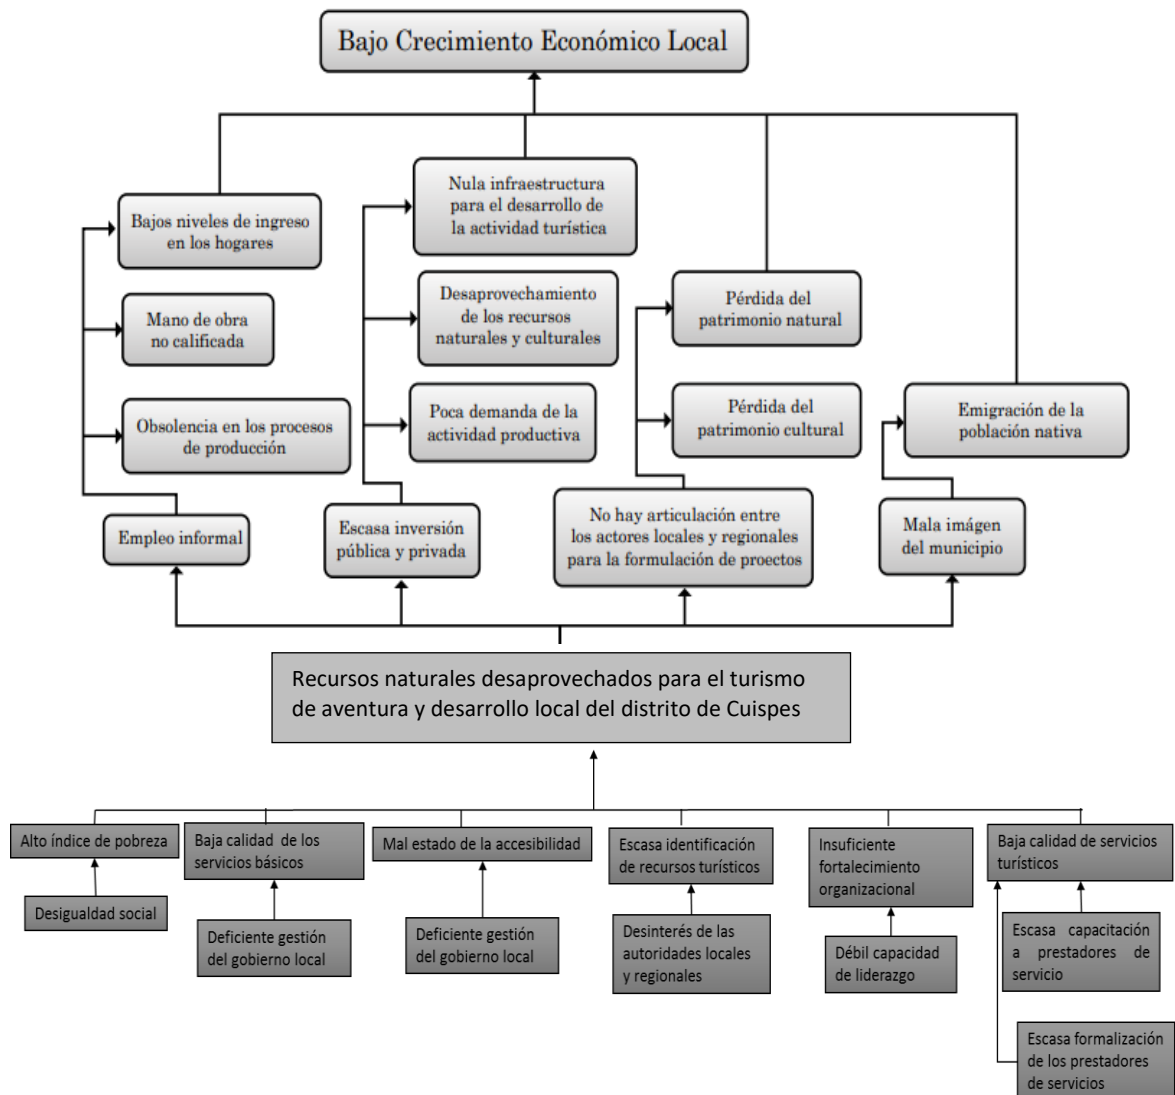 Bajo Crecimiento Económico Local
Nula infraestructura
para el desarrollo de
la actividad turística
Bajos niveles de ingreso
en los hogares
Desaprovechamiento
de los recursos
naturales y culturales
Pérdida del
patrimonio natural
Mano de obra
no calificada
Poca demanda de la
actividad productiva
Pérdida del
patrimonio cultural
Emigración de la
población nativa
Obsolencia en los procesos
de producción
Empleo informal
Escasa inversión
pública y privada
No hay articulación entre
los actores locales y regionales
para la formulación de proectos
Mala imágen
del municipio
Recursos naturales desaprovechados para el turismo
de aventura y desarrollo local del distrito de Cuispes
Alto índice de pobreza
Baja calidad de los
servicios básicos
Mal estado de la accesibilidad
Escasa identificación
de recursos turísticos
Insuficiente
fortalecimiento
organizacional
Baja calidad de servicios
turísticos
Desigualdad social
Deficiente gestión
del gobierno local
Deficiente gestión
del gobierno local
Desinterés de las
autoridades locales
y regionales
Débil capacidad
de liderazgo
Escasa capacitación
a prestadores de
servicio
Escasa formalización
de los prestadores
de servicios